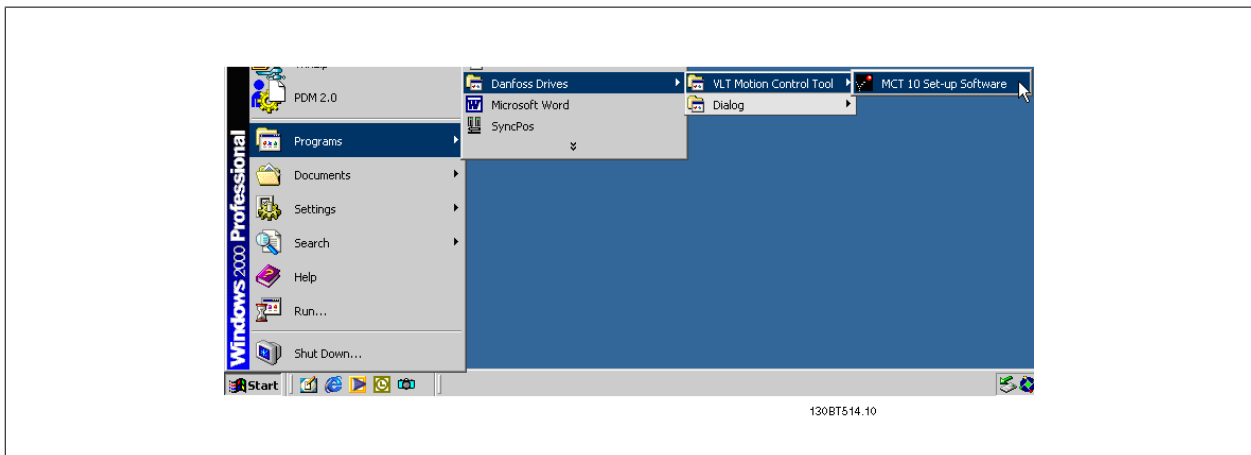 Danfoss Drives
VLT Motion Control Tool
MCT 10 Set-up Software
PDM 2.0
Microsoft Word
Dialog
SyncPos
Programs
Documents
Settings
Search
Help
Run...
Shut Down...
Windows 2000 Professional
Start
130BT514.10